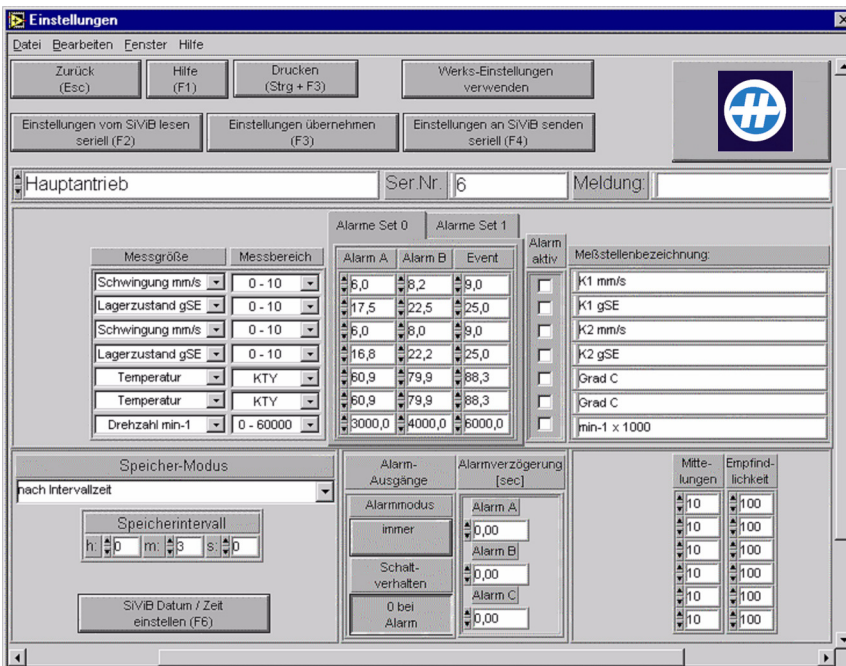 Einstellungen
Datei Bearbeiten Fenster Hilfe
Zurück (Esc)
Hilfe (F1)
Drucken (Strg + F3)
Werks-Einstellungen verwenden
Einstellungen vom SiViB lesen seriell (F2)
Einstellungen übernehmen (F3)
Einstellungen an SiViB senden seriell (F4)
Hauptantrieb Ser.Nr. 6 Meldung:
Alarme Set 0 Alarme Set 1
Messgröße Messbereich Alarm A Alarm B Event Alarm aktiv Meßstellenbezeichnung:
Schwingung mm/s 0 - 10 6,0 8,2 9,0 K1 mm/s
Lagerzustand gSE 0 - 10 17,5 22,5 25,0 K1 gSE
Schwingung mm/s 0 - 10 6,0 8,0 9,0 K2 mm/s
Lagerzustand gSE 0 - 10 16,8 22,2 25,0 K2 gSE
Temperatur KTY 60,9 79,9 88,3 Grad C
Temperatur KTY 60,9 79,9 88,3 Grad C
Drehzahl min-1 0 - 60000 3000,0 4000,0 6000,0 min-1 x 1000
Speicher-Modus
nach Intervallzeit
Speicherintervall
h: 0 m: 3 s: 0
SiViB Datum / Zeit einstellen (F6)
Alarm-Ausgänge
Alarmmodus
immer
Schalt-verhalten
0 bei Alarm
Alarmverzögerung [sec]
Alarm A
0,00
Alarm B
0,00
Alarm C
0,00
Mitte-lungen Empfind-lichkeit
10 100
10 100
10 100
10 100
10 100
10 100